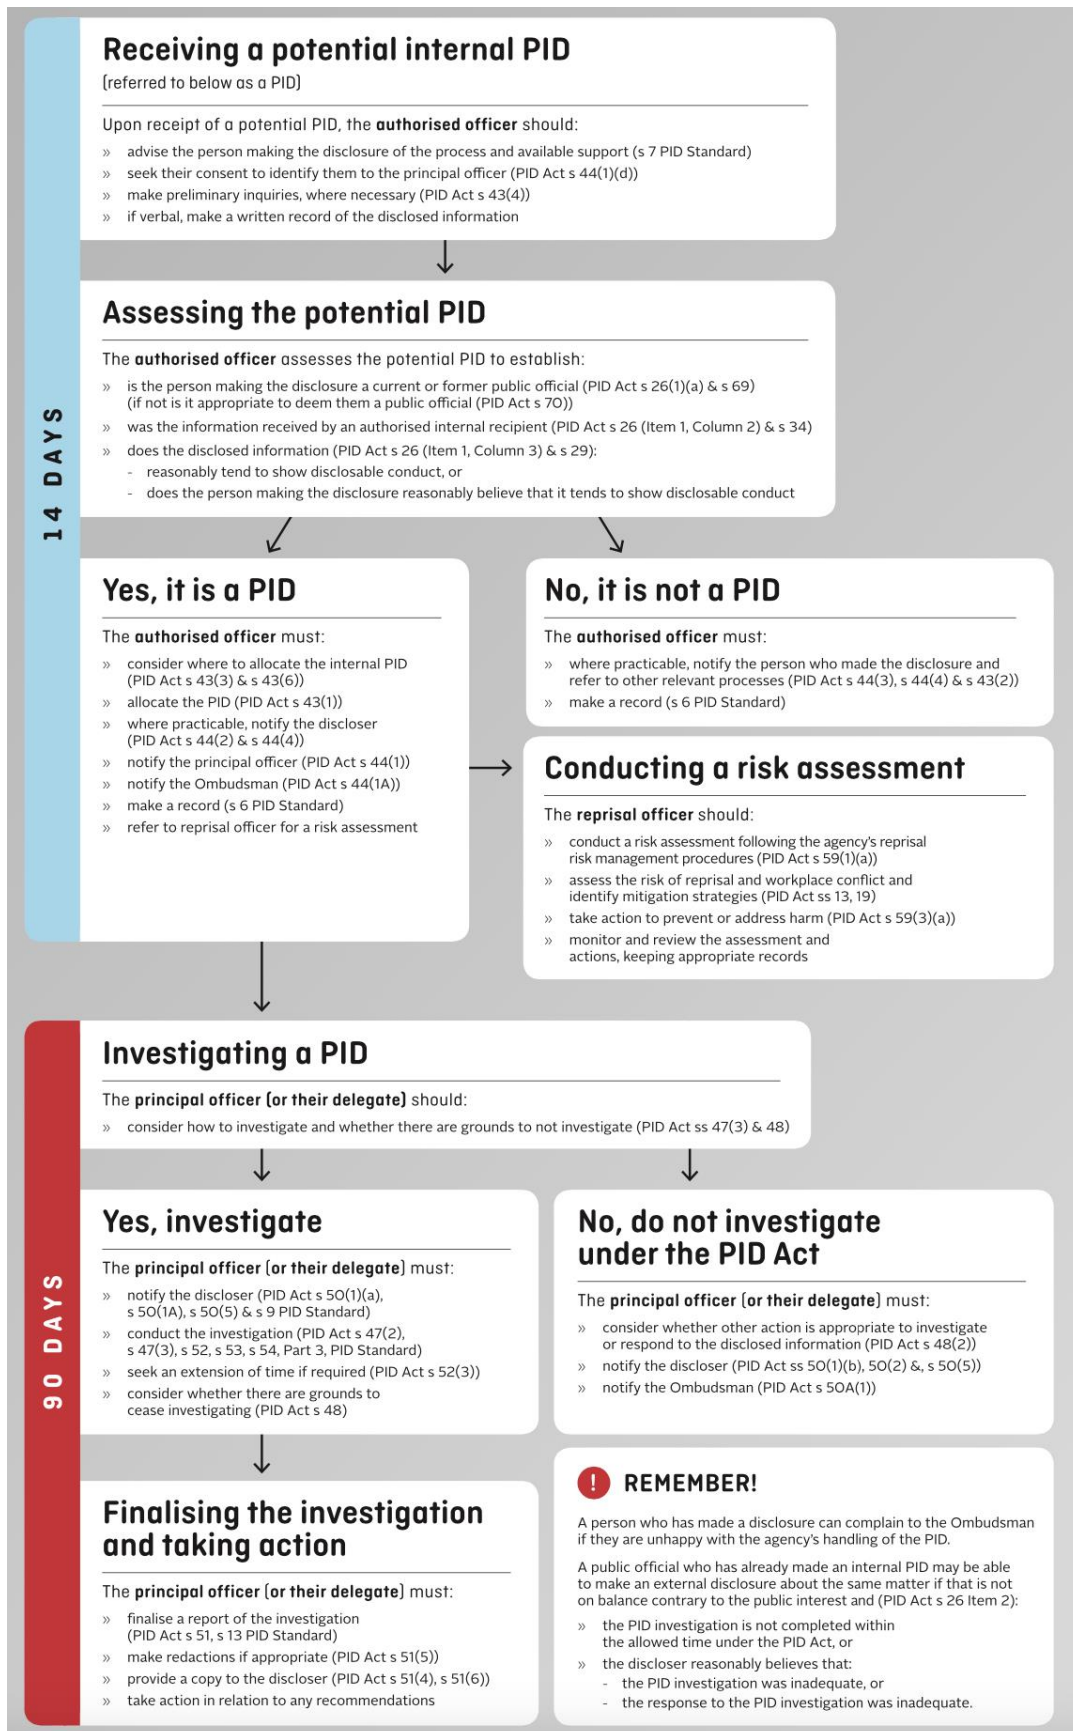 Receiving a potential internal PID
(referred to below as a PID)
Upon receipt of a potential PID, the authorised officer should:
» advise the person making the disclosure of the process and available support (s 7 PID Standard)
» seek their consent to identify them to the principal officer (PID Act s 44(1)(d))
» make preliminary inquiries, where necessary (PID Act s 43(4))
» if verbal, make a written record of the disclosed information
14 DAYS
Assessing the potential PID
The authorised officer assesses the potential PID to establish:
» is the person making the disclosure a current or former public official (PID Act s 26(1)(a) & s 69)
(if not is it appropriate to deem them a public official (PID Act s 70))
» was the information received by an authorised internal recipient (PID Act s 26 (Item 1, Column 2) & s 34)
» does the disclosed information (PID Act s 26 (Item 1, Column 3) & s 29):
- reasonably tend to show disclosable conduct, or
- does the person making the disclosure reasonably believe that it tends to show disclosable conduct
Yes, it is a PID
The authorised officer must:
» consider where to allocate the internal PID
(PID Act s 43(3) & s 43(6))
» allocate the PID (PID Act s 43(1))
» where practicable, notify the discloser
(PID Act s 44(2) & s 44(4))
» notify the principal officer (PID Act s 44(1))
» notify the Ombudsman (PID Act s 44(1A))
» make a record (s 6 PID Standard)
» refer to reprisal officer for a risk assessment
No, it is not a PID
The authorised officer must:
» where practicable, notify the person who made the disclosure and
refer to other relevant processes (PID Act s 44(3), s 44(4) & s 43(2))
» make a record (s 6 PID Standard)
Conducting a risk assessment
The reprisal officer should:
» conduct a risk assessment following the agency's reprisal
risk management procedures (PID Act s 59(1)(a))
» assess the risk of reprisal and workplace conflict and
identify mitigation strategies (PID Act ss 13, 19)
» take action to prevent or address harm (PID Act s 59(3)(a))
» monitor and review the assessment and
actions, keeping appropriate records
90 DAYS
Investigating a PID
The principal officer (or their delegate) should:
» consider how to investigate and whether there are grounds to not investigate (PID Act ss 47(3) & 48)
Yes, investigate
The principal officer (or their delegate) must:
» notify the discloser (PID Act s 50(1)(a),
s 50(1A), s 50(5) & s 9 PID Standard)
» conduct the investigation (PID Act s 47(2),
s 47(3), s 52, s 53, s 54, Part 3, PID Standard)
» seek an extension of time if required (PID Act s 52(3))
» consider whether there are grounds to
cease investigating (PID Act s 48)
No, do not investigate
under the PID Act
The principal officer (or their delegate) must:
» consider whether other action is appropriate to investigate
or respond to the disclosed information (PID Act s 48(2))
» notify the discloser (PID Act ss 50(1)(b), 50(2) &, s 50(5))
» notify the Ombudsman (PID Act s 50A(1))
Finalising the investigation
and taking action
The principal officer (or their delegate) must:
» finalise a report of the investigation
(PID Act s 51, s 13 PID Standard)
» make redactions if appropriate (PID Act s 51(5))
» provide a copy to the discloser (PID Act s 51(4), s 51(6))
» take action in relation to any recommendations
! REMEMBER!
A person who has made a disclosure can complain to the Ombudsman
if they are unhappy with the agency's handling of the PID.
A public official who has already made an internal PID may be able
to make an external disclosure about the same matter if that is not
on balance contrary to the public interest and (PID Act s 26 Item 2):
» the PID investigation is not completed within
the allowed time under the PID Act, or
» the discloser reasonably believes that:
- the PID investigation was inadequate, or
- the response to the PID investigation was inadequate.